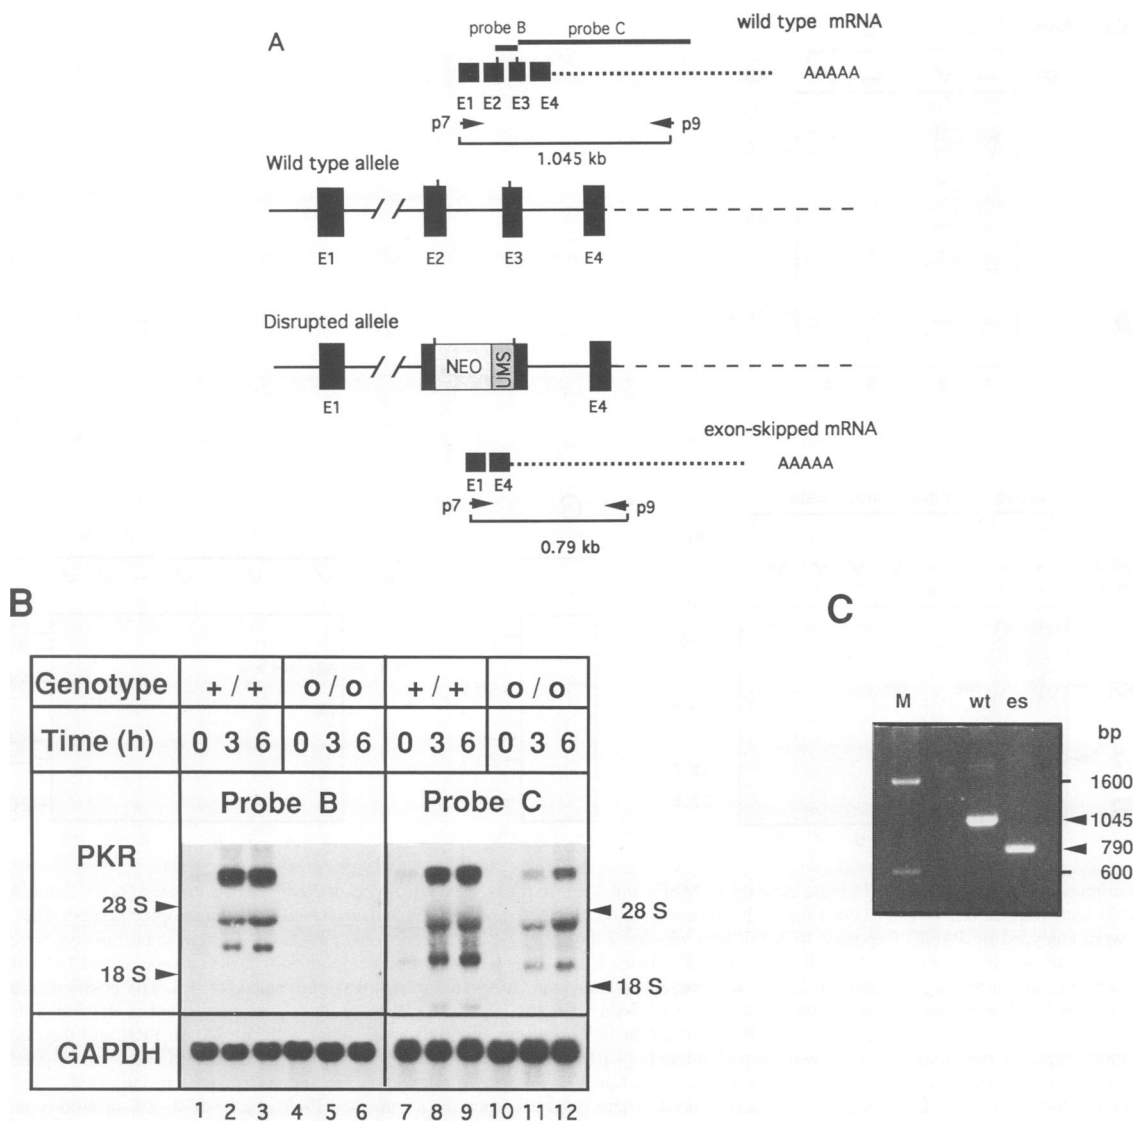 A
probe B
probe C
wild type mRNA
AAAAA
E1 E2 E3 E4
p7
p9
1.045 kb
Wild type allele
E1 E2 E3 E4
Disrupted allele
NEO
UMS
E1 E4
exon-skipped mRNA
AAAAA
E1 E4
p7
p9
0.79 kb
B
Genotype + / + o / o + / + o / o
Time (h) 0 3 6 0 3 6 0 3 6 0 3 6
Probe B Probe C
PKR
28 S
28 S
18 S
18 S
GAPDH
1 2 3 4 5 6 7 8 9 10 11 12
C
M wt es
bp
1600
1045
790
600